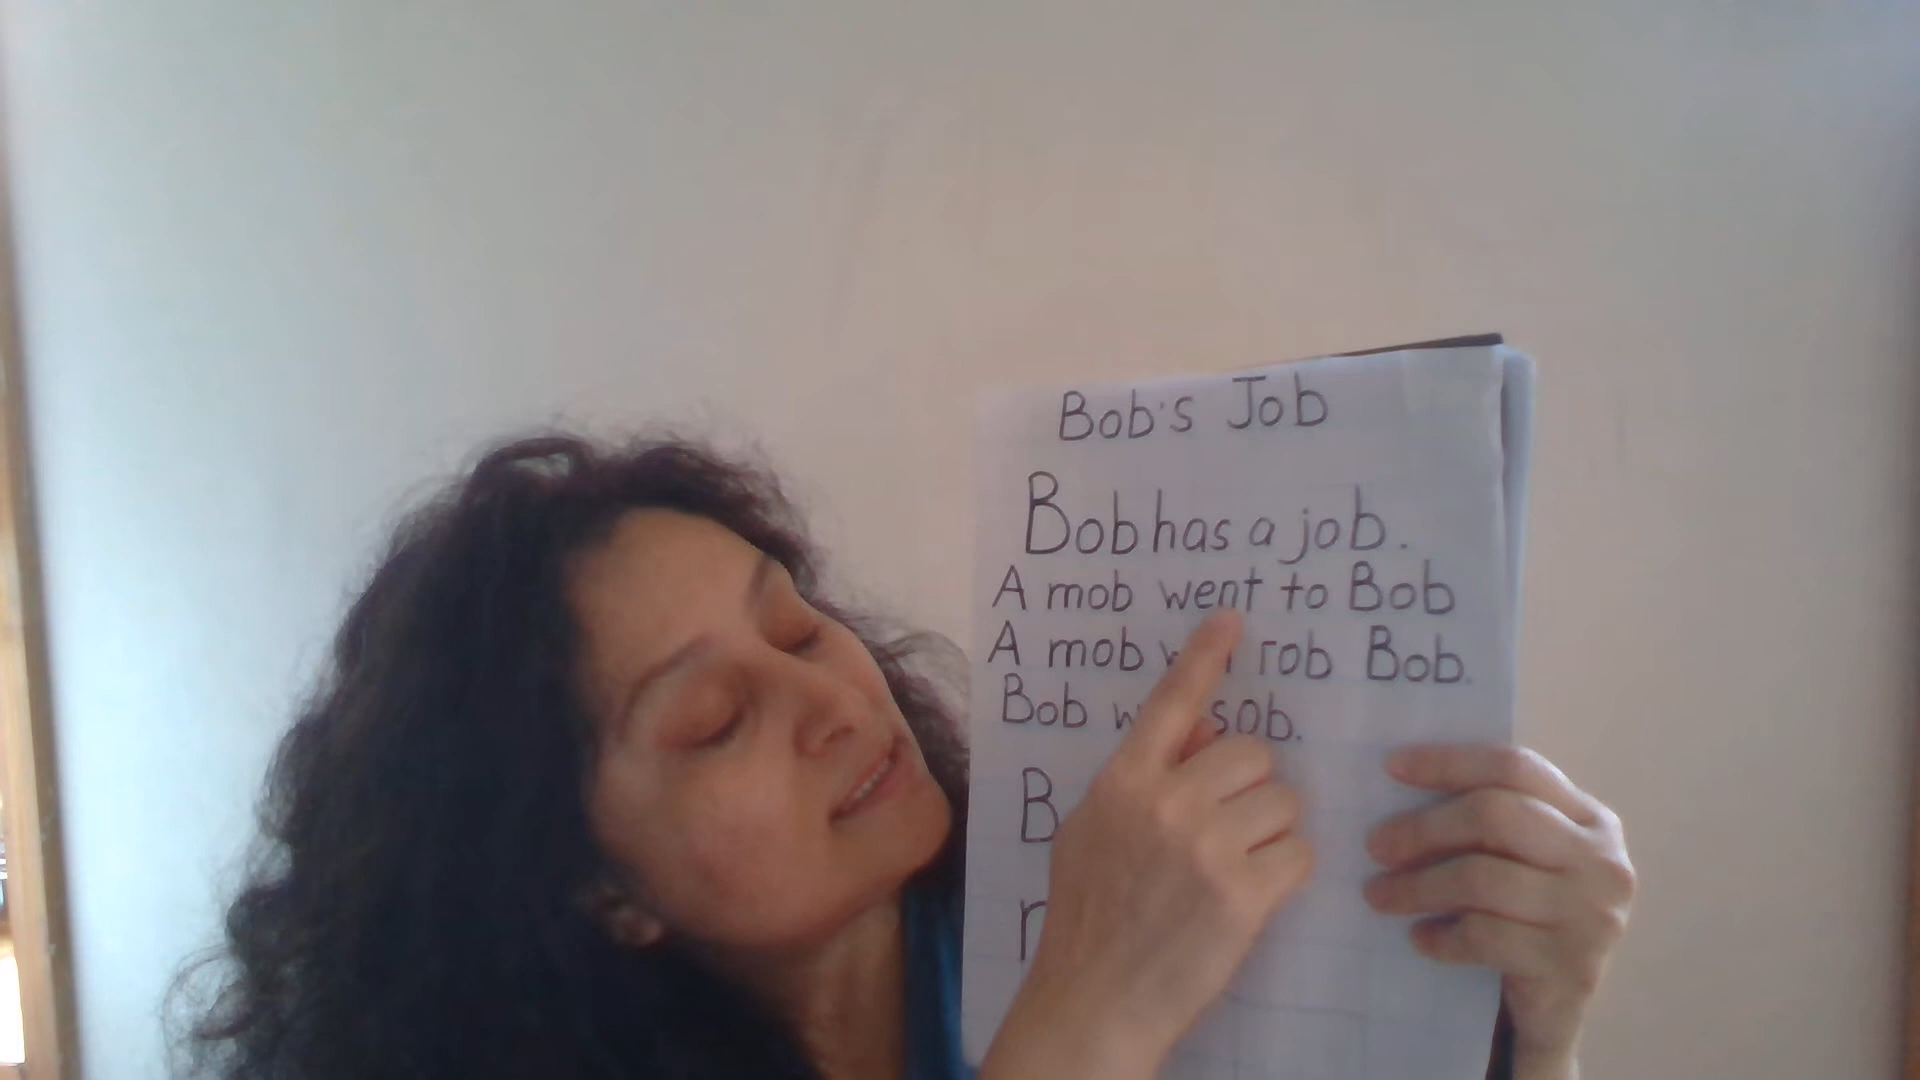 Bob's Job
Bob has a job.
A mob went to Bob
A mob rob Bob.
Bob sob.
B
r